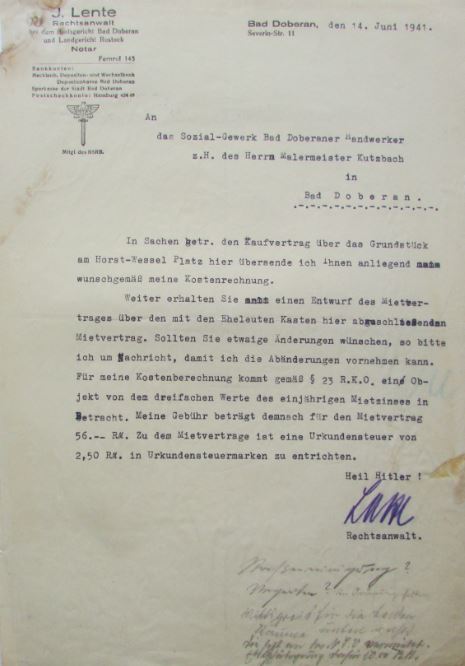 J. Lente
Rechtsanwalt
bei dem Amtsgericht Bad Doberan
und Landgericht Rostock
Notar
Fernruf 145
Bankkonten:
Mecklenb. Depositen- und Wechselbank
Depositenkasse Bad Doberan
Sparkasse der Stadt Bad Doberan
Postscheckkonto: Hamburg
Mitgl des NSRB.
Bad Doberan, den 14. Juni 1941.
Severin-Str. 11
An
das Sozial-Gewerk Bad Doberaner Handwerker
z.H. des Herrn Malermeister Kutzbach
in
Bad Doberan.
In Sachen betr. den Kaufvertrag über das Grundstück
am Horst-Wessel Platz hier übersende ich Ihnen anliegend
wunschgemäß meine Kostenrechnung.
Weiter erhalten Sie einen Entwurf des Mietver-
trages über den mit den Eheleuten Kasten hier abgeschließenden
Mietvertrag. Sollten Sie etwaige Änderungen wünschen, so bitte
ich um Nachricht, damit ich die Abänderungen vornehmen kann.
Für meine Kostenberechnung kommt gemäß § 23 R.K.O. ein Ob-
jekt von dem dreifschen Werte des einjährigen Mietzinses in
Betracht. Meine Gebühr beträgt demnach für den Mietvertrag
56.-- RM. Zu dem Mietvertrage ist eine Urkundensteuer von
2,50 RM. in Urkundensteuermarken zu entrichten.
Heil Hitler !
Rechtsanwalt.